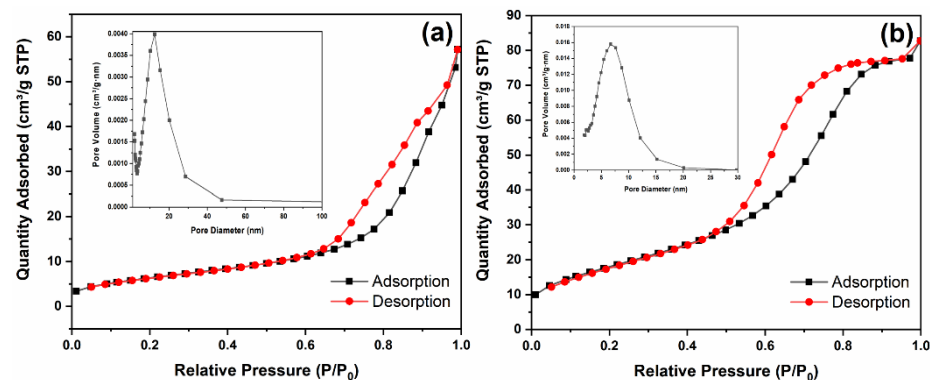 (a)
Quantity Adsorbed (cm³/g STP)
60
50
40
30
20
10
0
0.0 0.2 0.4 0.6 0.8 1.0
Relative Pressure (P/P₀)
Adsorption
Desorption
Pore Volume (cm³/g·nm)
0.0040
0.0035
0.0030
0.0025
0.0020
0.0015
0.0010
0.0005
0.0000
20 40 60 80 100
Pore Diameter (nm)
(b)
Quantity Adsorbed (cm³/g STP)
90
80
70
60
50
40
30
20
10
0
0.0 0.2 0.4 0.6 0.8 1.0
Relative Pressure (P/P₀)
Adsorption
Desorption
Pore Volume (cm³/g·nm)
0.018
0.016
0.014
0.012
0.010
0.008
0.006
0.004
0.002
0.000
0 5 10 15 20 25 30
Pore Diameter (nm)